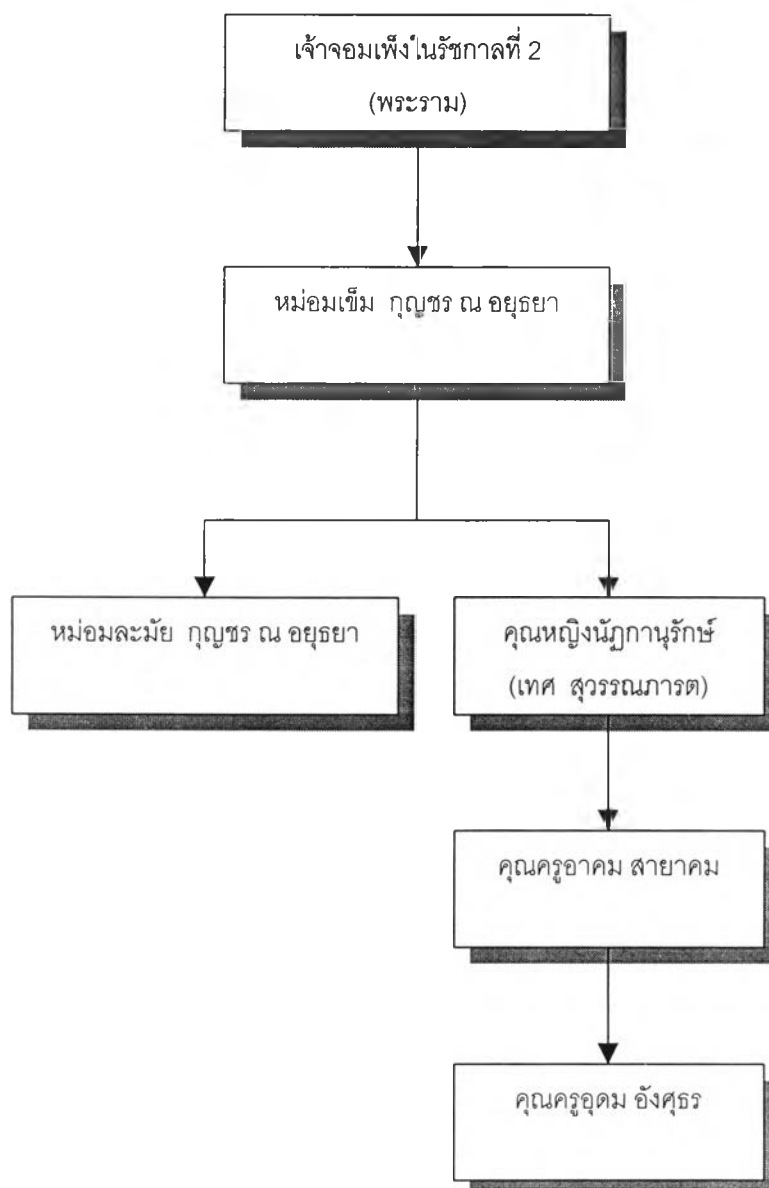 เจ้าจอมเพ็งในรัชกาลที่ 2
(พระราม)
หม่อมเข็ม กุญชร ณ อยุธยา
หม่อมละมัย กุญชร ณ อยุธยา
คุณหญิงนัฏกานุรักษ์
(เทศ สุวรรณภารต)
คุณครูอาคม สายาคม
คุณครูอุดม อังศุธร